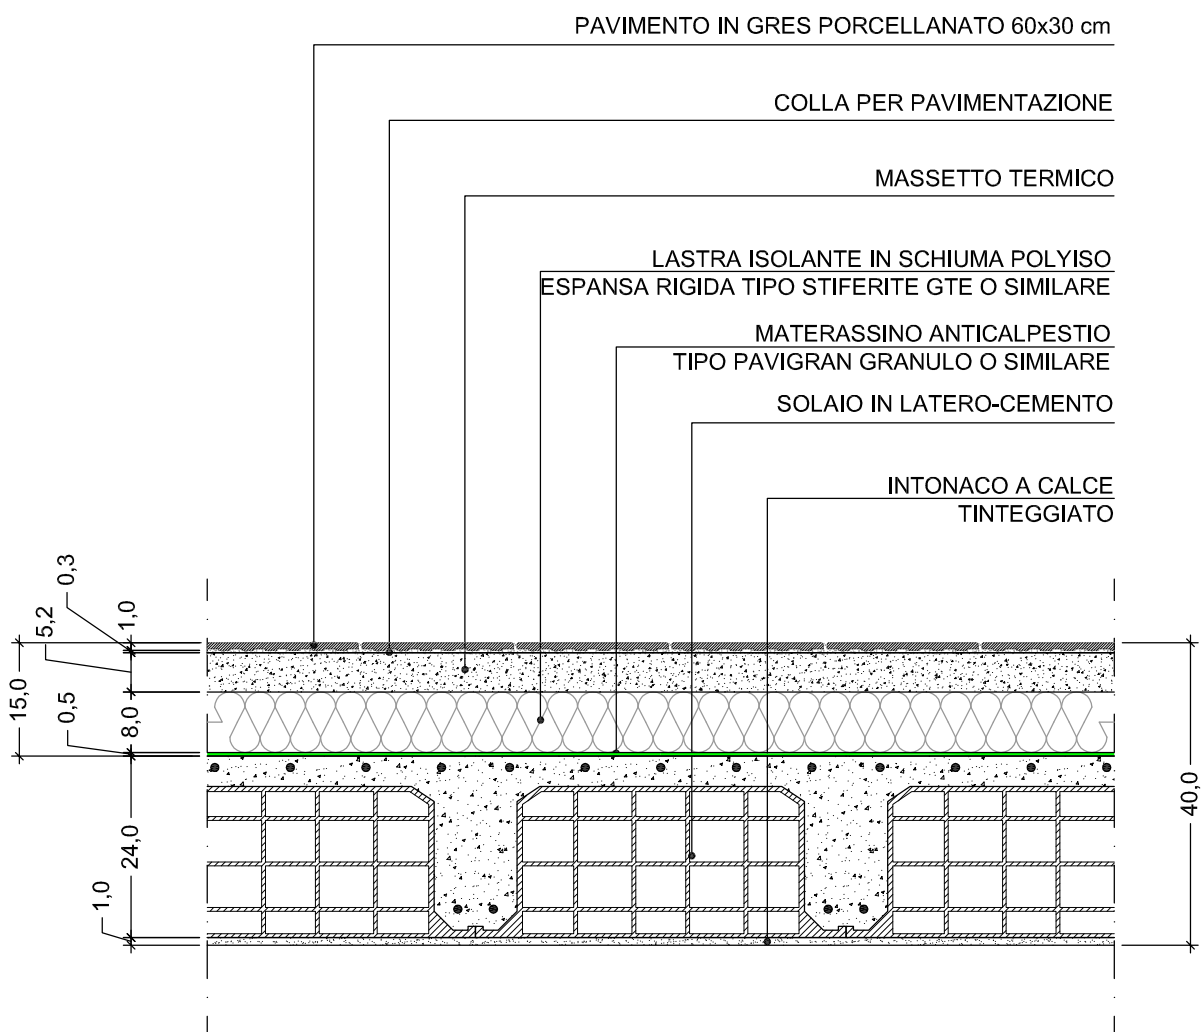 PAVIMENTO IN GRES PORCELLANATO 60x30 cm
COLLA PER PAVIMENTAZIONE
MASSETTO TERMICO
LASTRA ISOLANTE IN SCHIUMA POLYISO
ESPANSA RIGIDA TIPO STIFERITE GTE O SIMILARE
MATERASSINO ANTICALPESTIO
TIPO PAVIGRAN GRANULO O SIMILARE
SOLAIO IN LATERO-CEMENTO
INTONACO A CALCE
TINTEGGIATO
0,3
1,0
5,2
15,0
0,5
8,0
24,0
1,0
40,0